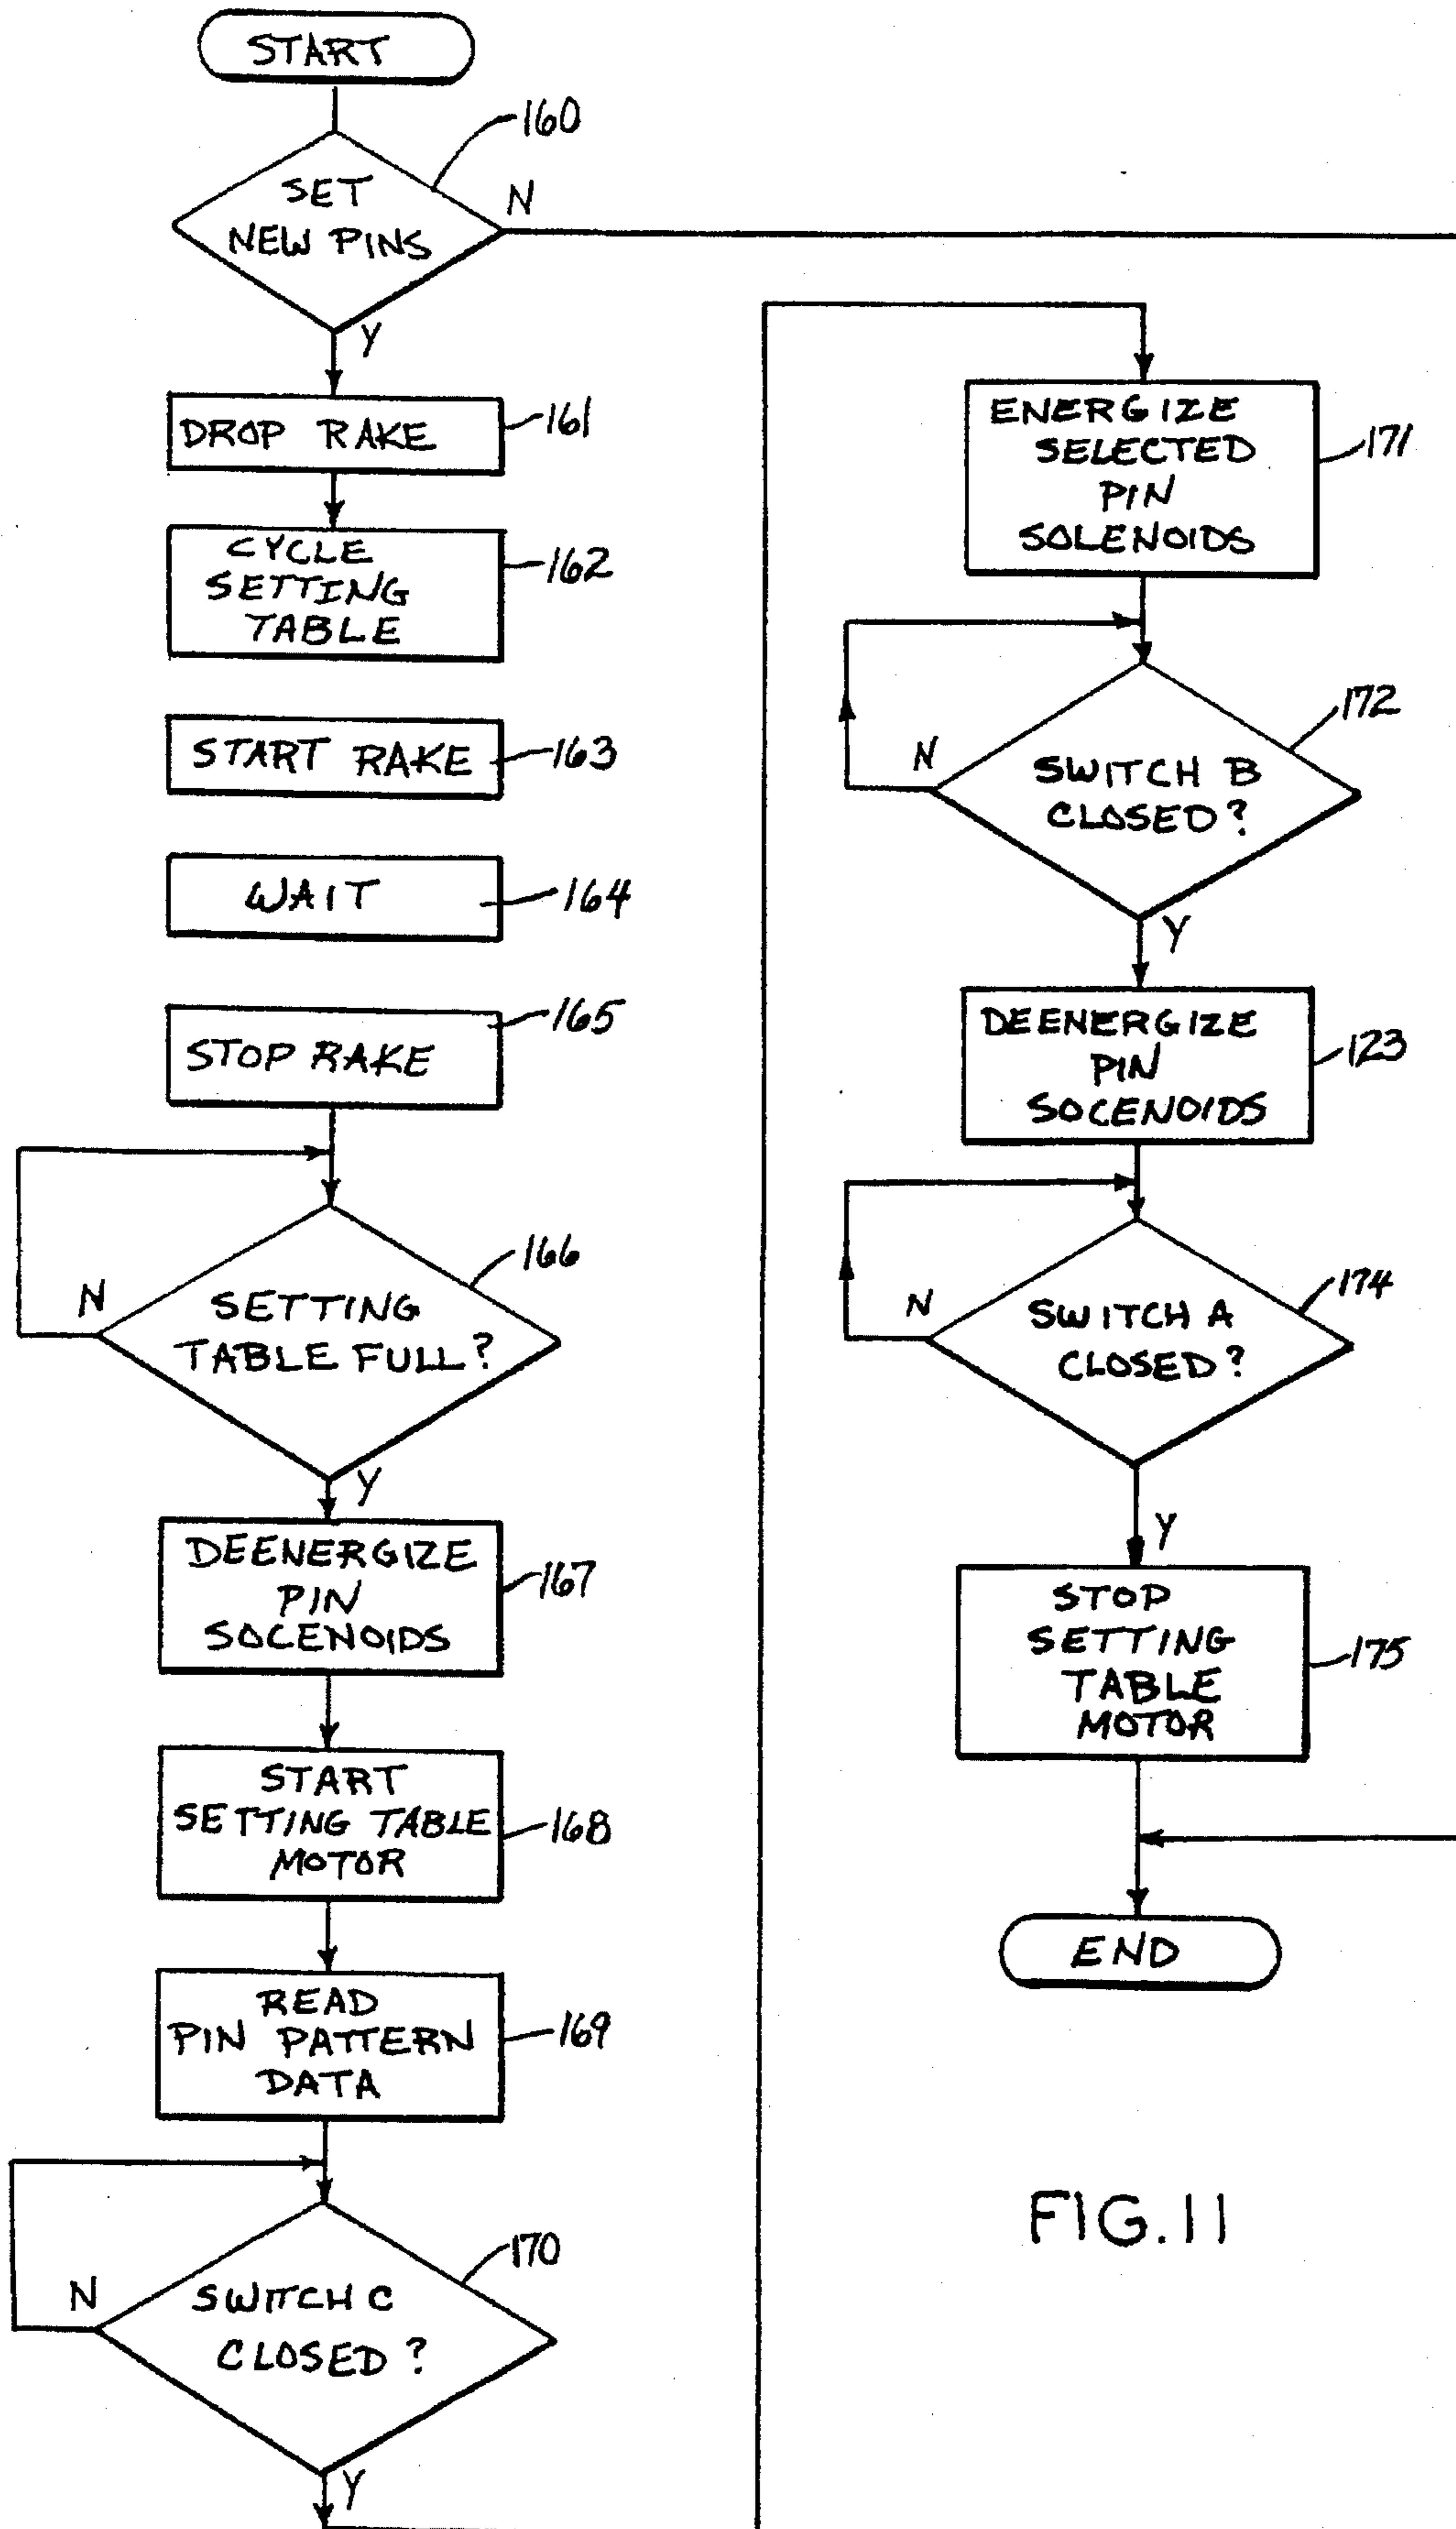 START
160
SET
NEW PINS
N
Y
DROP RAKE
161
CYCLE
SETTING
TABLE
162
START RAKE
163
WAIT
164
STOP RAKE
165
166
N
SETTING
TABLE FULL?
Y
DEENERGIZE
PIN
SOCENOIDS
167
START
SETTING TABLE
MOTOR
168
READ
PIN PATTERN
DATA
169
170
N
SWITCH C
CLOSED?
Y
ENERGIZE
SELECTED
PIN
SOLENOIDS
171
172
N
SWITCH B
CLOSED?
Y
DEENERGIZE
PIN
SOCENOIDS
123
174
N
SWITCH A
CLOSED?
Y
STOP
SETTING
TABLE
MOTOR
175
END
FIG. 11